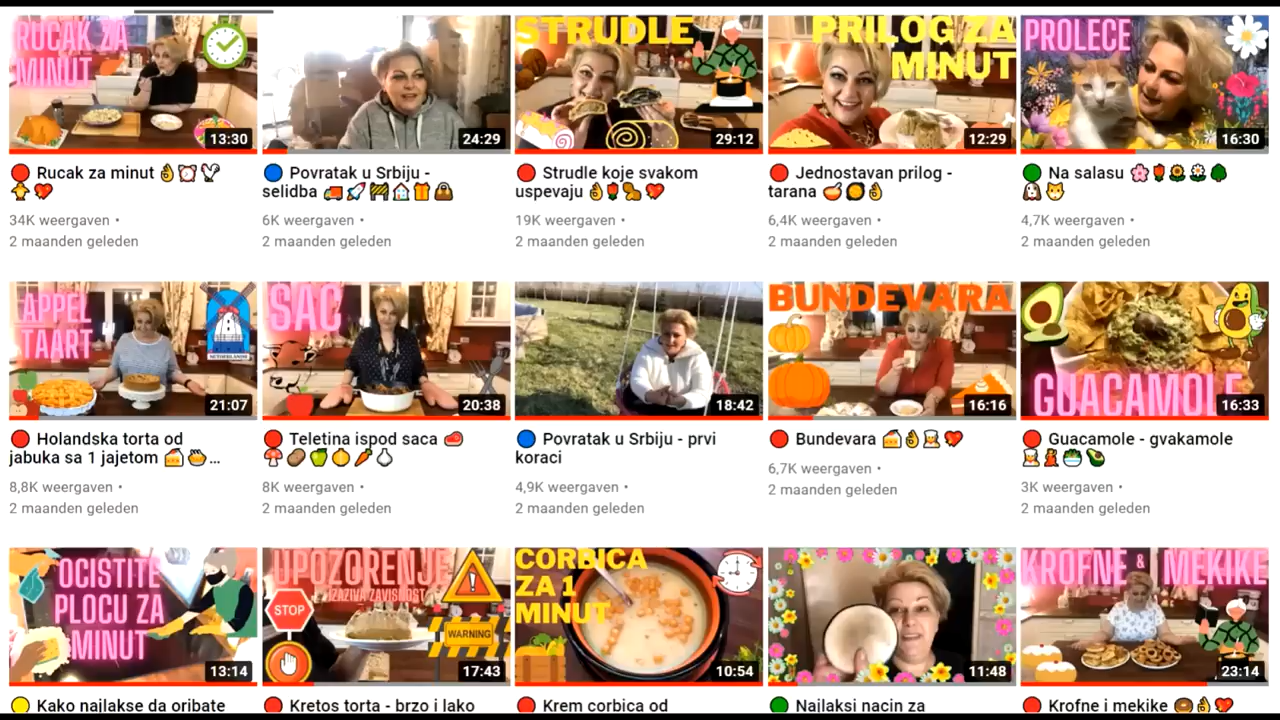 RUCAK ZA
MINUT
13:30
24:29
STRUDLE
29:12
PRILOG ZA
MINUT
12:29
PROLECE
16:30
Rucak za minut
34K weergaven •
2 maanden geleden
Povratak u Srbiju -
selidba
6K weergaven •
2 maanden geleden
Strudle koje svakom
uspevaju
19K weergaven •
2 maanden geleden
Jednostavan prilog -
tarana
6,4K weergaven •
2 maanden geleden
Na salasu
4,7K weergaven •
2 maanden geleden
APPEL
TAART
NETHERLANDS
21:07
SAC
20:38
18:42
BUNDEVARA
16:16
GUACAMOLE
16:33
Holandska torta od
jabuka sa 1 jajetom ...
8,8K weergaven •
2 maanden geleden
Teletina ispod saca
8K weergaven •
2 maanden geleden
Povratak u Srbiju - prvi
koraci
4,9K weergaven •
2 maanden geleden
Bundevara
6,7K weergaven •
2 maanden geleden
Guacamole - gvakamole
3K weergaven •
2 maanden geleden
OCISTITE
PLOCU ZA
MINUT
13:14
UPOZORENJE
IZAZIVA ZAVISNOST
STOP
WARNING
17:43
CORBICA
ZA 1
MINUT
10:54
11:48
KROFNE & MEKIKE
23:14
Kako najlakse da oribate
Kretos torta - brzo i lako
Krem corbica od
Najlaksi nacin za
Krofne i mekike